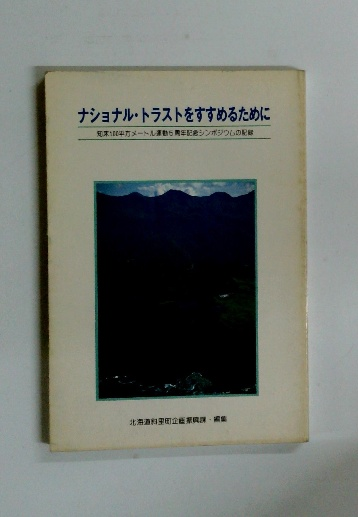 ナショナル・トラストをすすめるために
知床100平方メートル運動5周年記念シンポジウムの記録
北海道斜里町企画振興課・編集